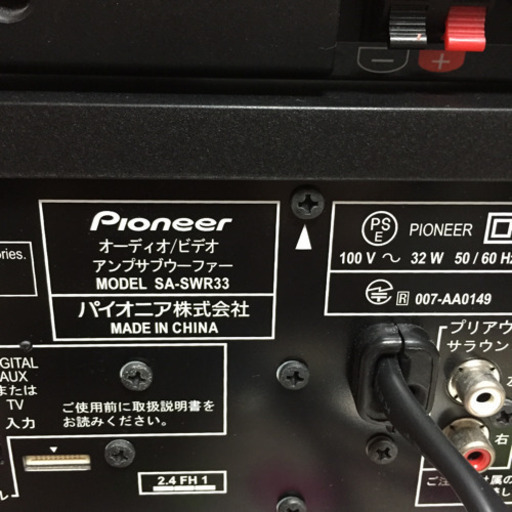 Pioneer
オーディオ/ビデオ
アンプサブウーファー
MODEL SA-SWR33
パイオニア株式会社
MADE IN CHINA
PS
E
PIONEER
100 V ～ 32 W 50 / 60 Hz
R 007-AA0149
ories.
プリアウ
サラウン
右
DIGITAL
AUX
または
TV
入力
ご使用前に取扱説明書を
お読みください。
2.4 FH 1